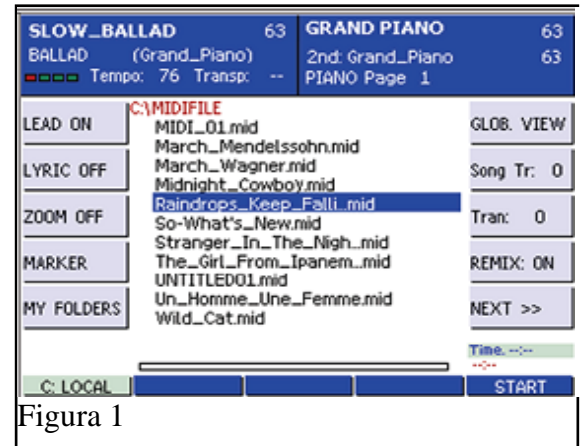 SLOW_BALLAD 63
BALLAD (Grand_Piano)
Tempo: 76 Transp: --
GRAND PIANO 63
2nd: Grand_Piano 63
PIANO Page 1
LEAD ON
LYRIC OFF
ZOOM OFF
MARKER
MY FOLDERS
C:\MIDIFILE
MIDI_01.mid
March_Mendelssohn.mid
March_Wagner.mid
Midnight_Cowboy.mid
Raindrops_Keep_Falli..mid
So-What's_New.mid
Stranger_In_The_Nigh..mid
The_Girl_From_Ipanem..mid
UNTITLED01.mid
Un_Homme_Une_Femme.mid
Wild_Cat.mid
GLOB. VIEW
Song Tr: 0
Tran: 0
REMIX: ON
NEXT >>
Time. --:--
--:--
C: LOCAL
START
Figura 1